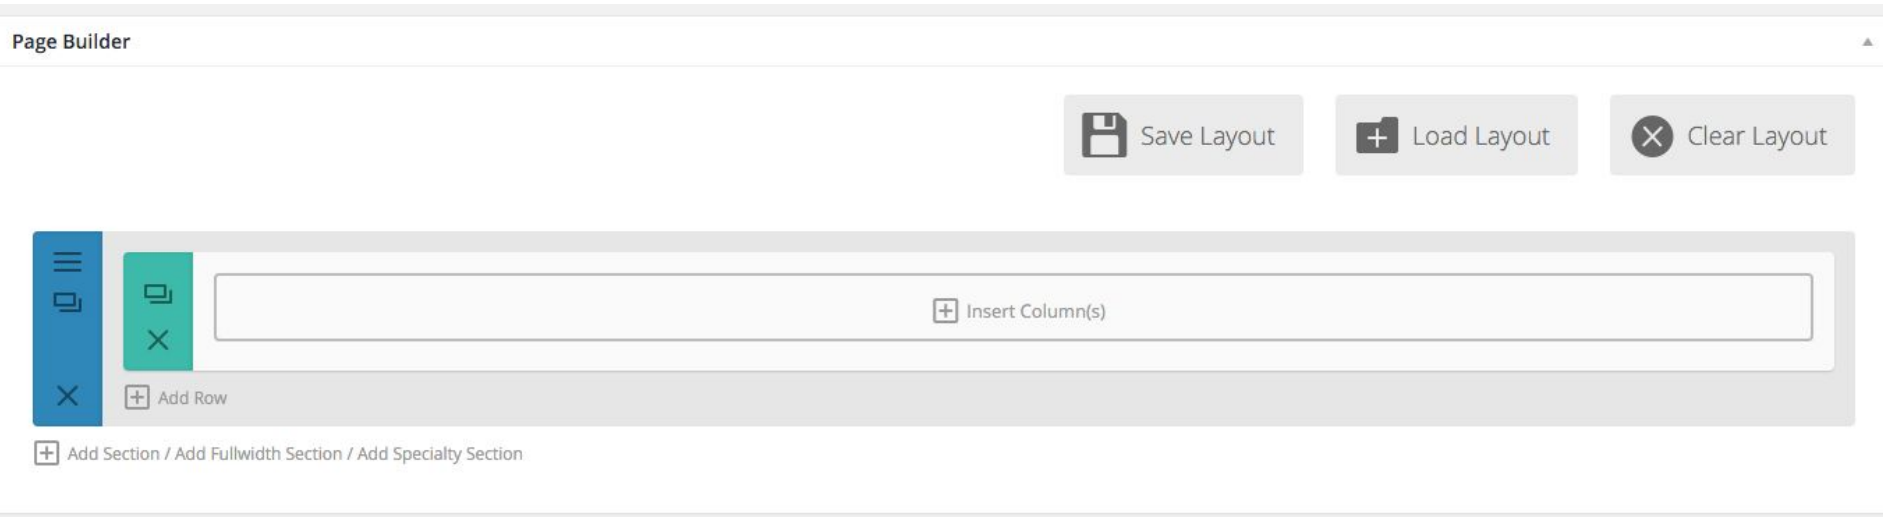 Page Builder
Save Layout
Load Layout
Clear Layout
Insert Column(s)
Add Row
Add Section / Add Fullwidth Section / Add Specialty Section